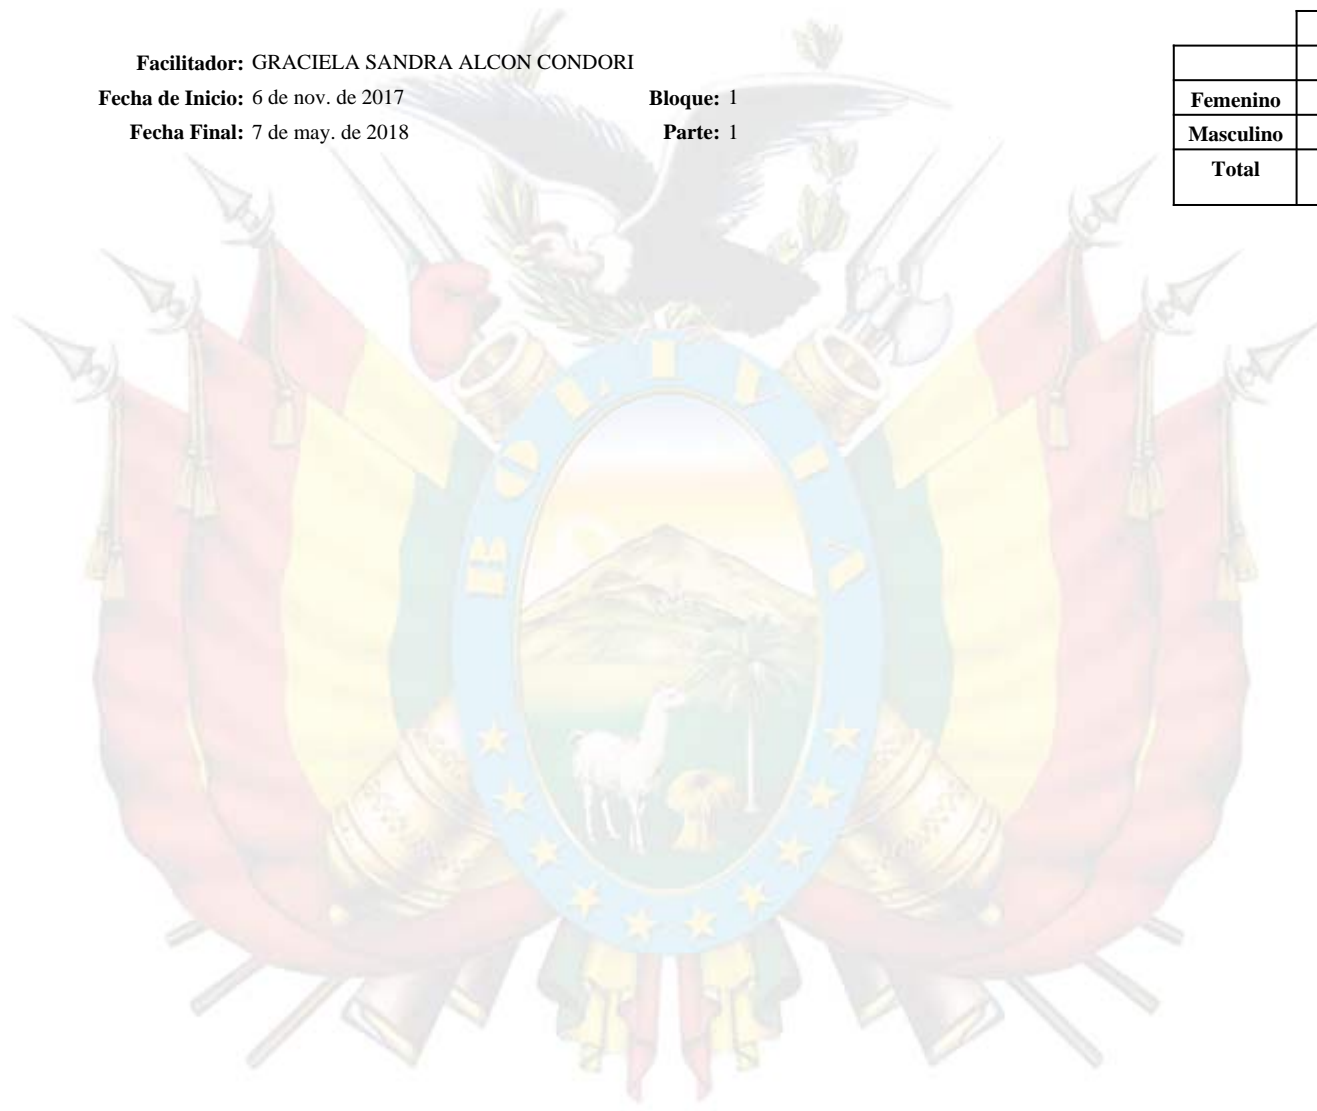 Facilitador: GRACIELA SANDRA ALCON CONDORI
Fecha de Inicio: 6 de nov. de 2017 Bloque: 1
Fecha Final: 7 de may. de 2018 Parte: 1
Femenino
Masculino
Total
BOLIVIA